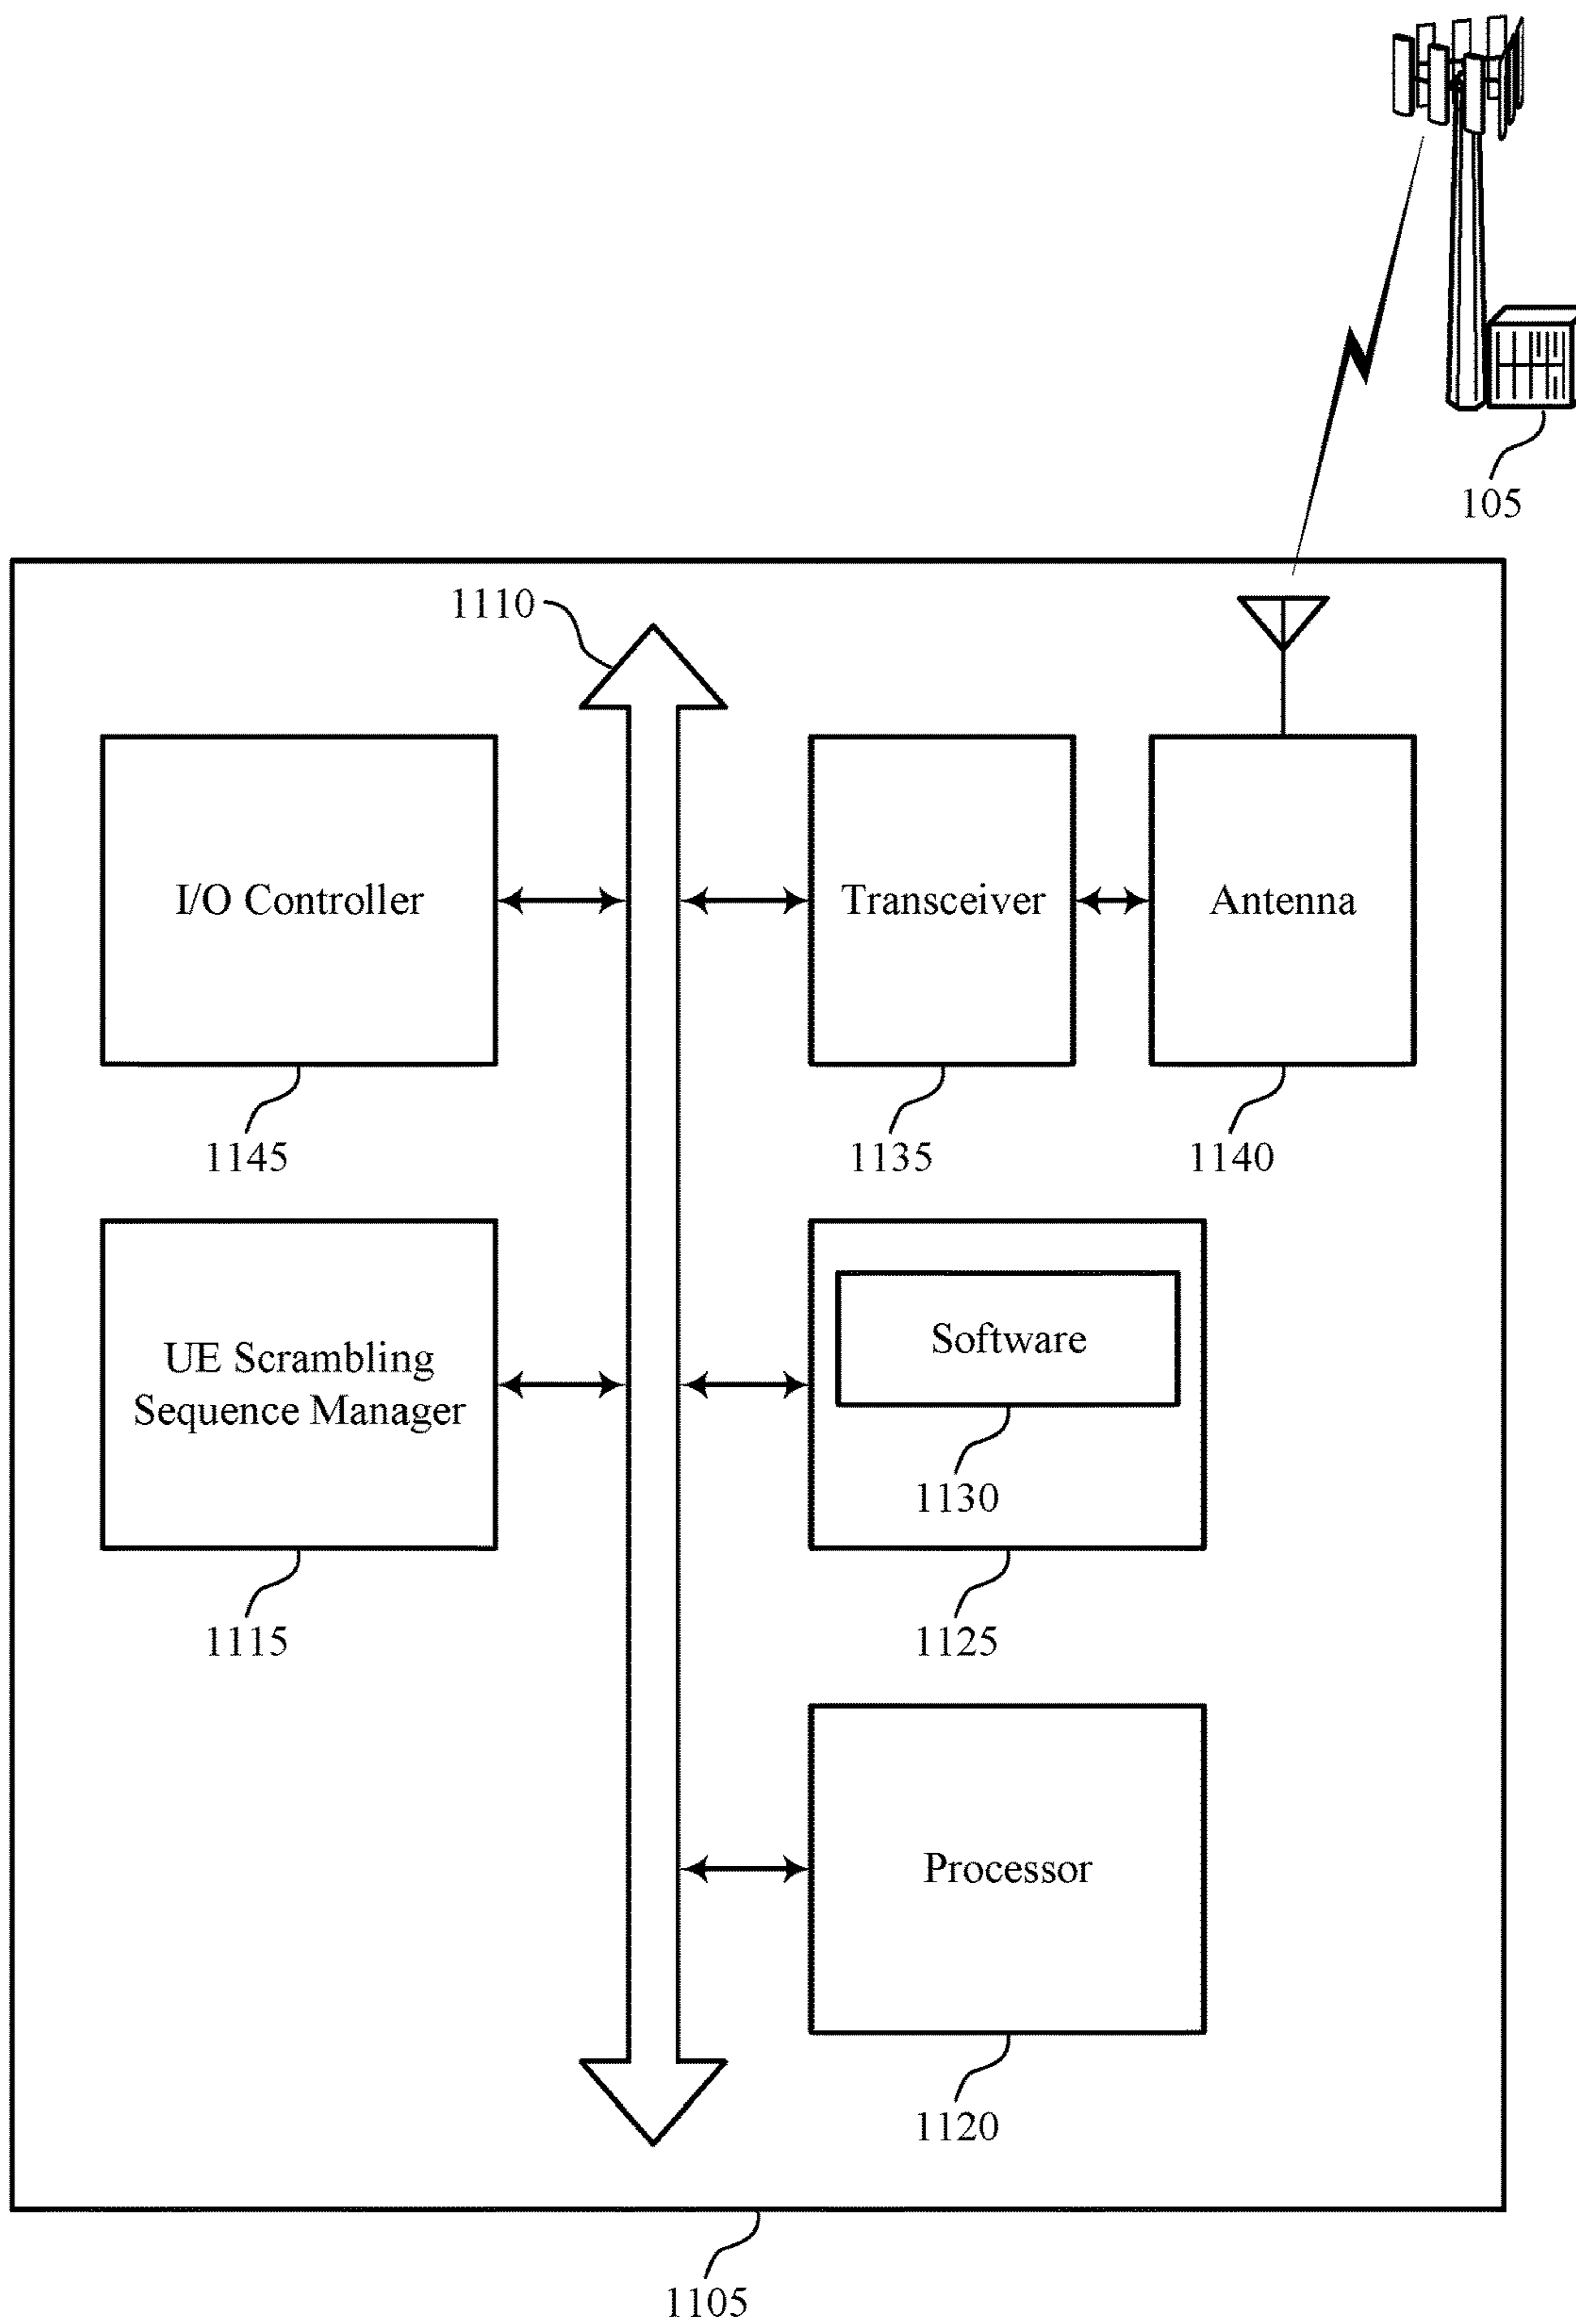 105
1110
I/O Controller
Transceiver
Antenna
1145
1135
1140
UE Scrambling
Sequence Manager
Software
1130
1115
1125
Processor
1120
1105